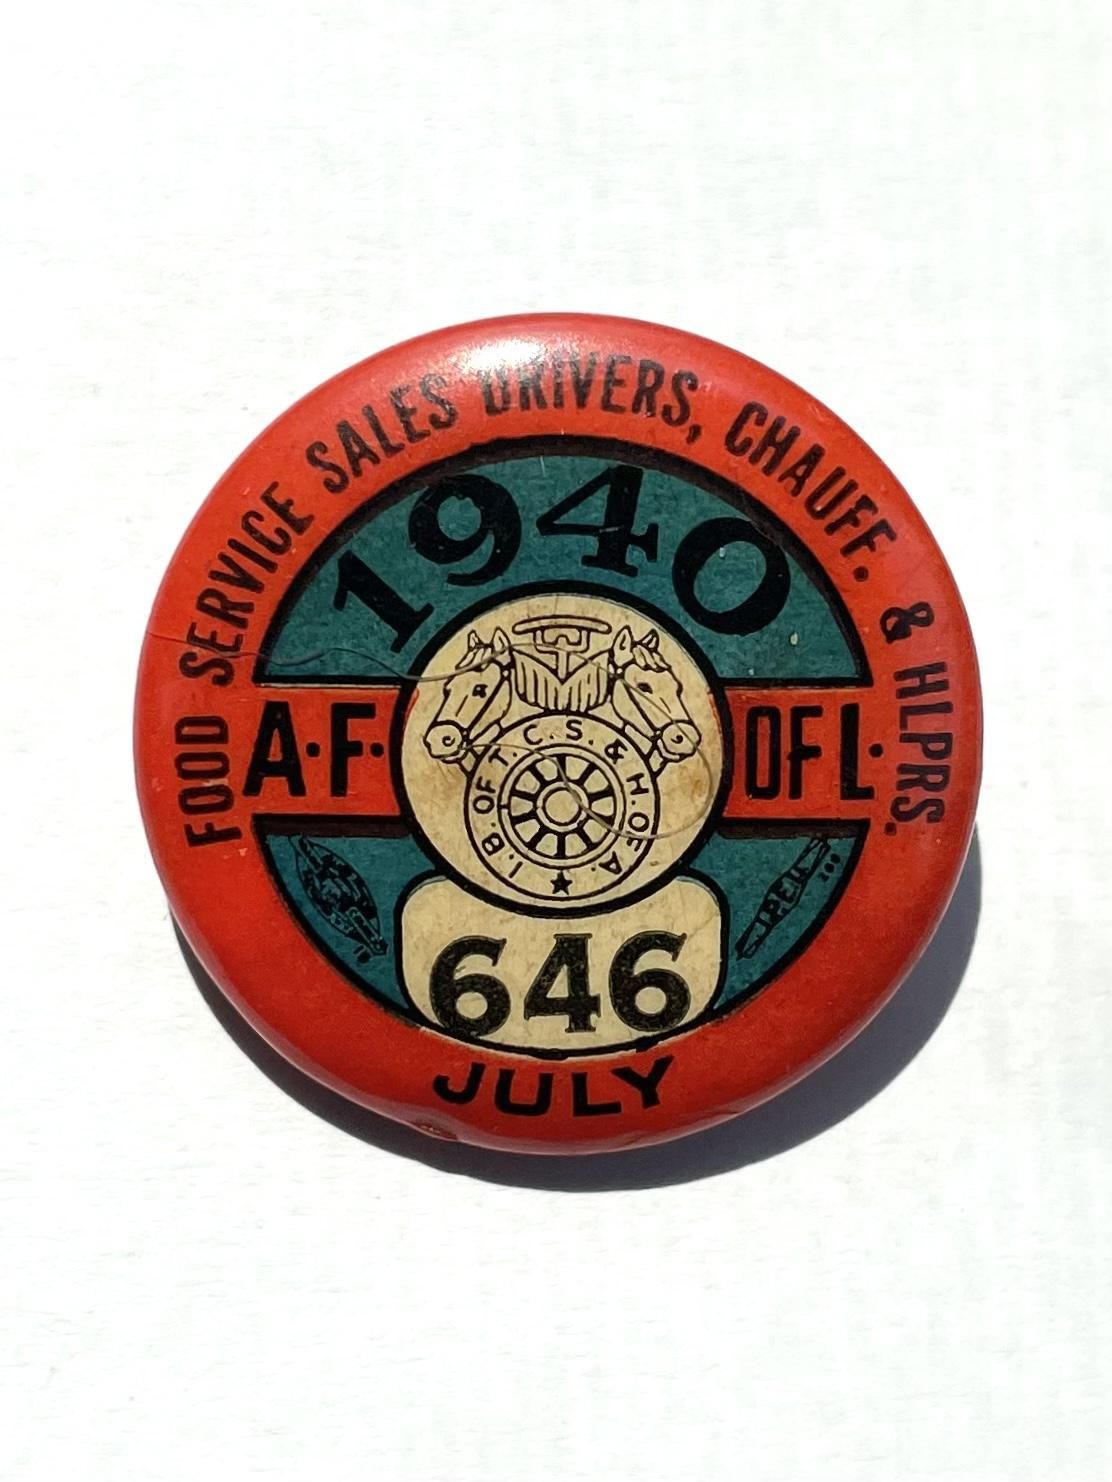 FOOD SERVICE SALES DRIVERS, CHAUFF. & HLPRS.
1940
A·F· OF L·
I. B. OF T. C. S. & H. OF A.
646
JULY